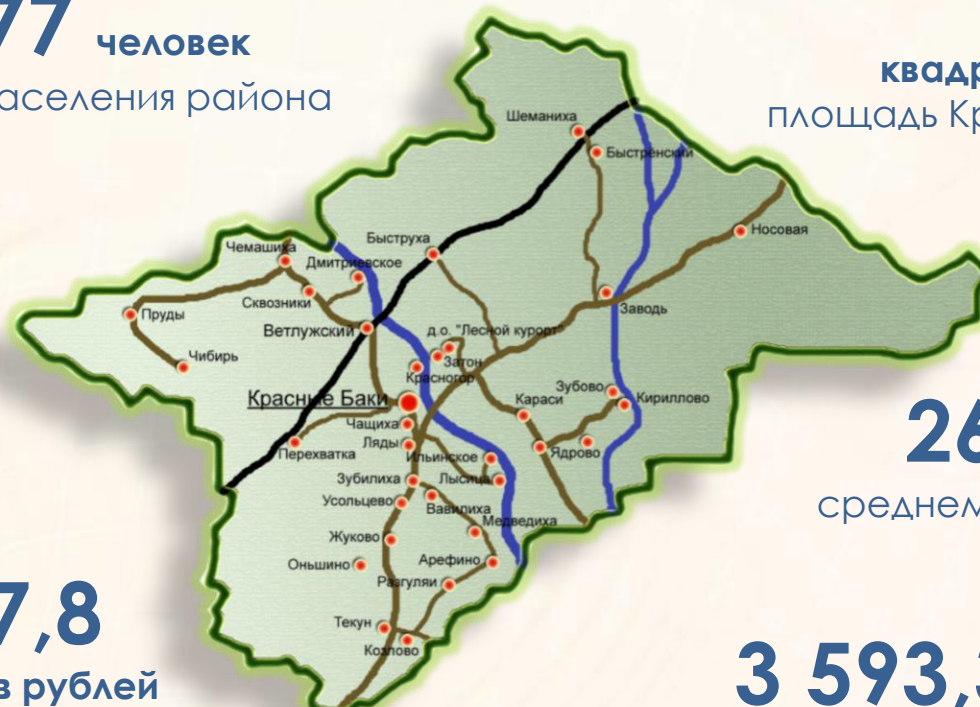 77 человек
аселения района
квадр
площадь Кр
Шеманиха
Быстрёнский
Носовая
Быструха
Чемашиха
Дмитриевское
Сквозники
Заводь
Пруды
Ветлужский
д.о. "Лесной курорт"
Чибирь
Затон
Красногор
Зубово
Красные Баки
Караси
Кириллово
26
Чащиха
Ляды
Перехватка
Ильинское
Ядрово
Зубилиха
Лысица
Усольцево
Вавилиха
среднем
Медведиха
Жуково
Оньшино
Арефино
Разгуляи
7,8
Текун
Козлово
в рублей
3 593,3